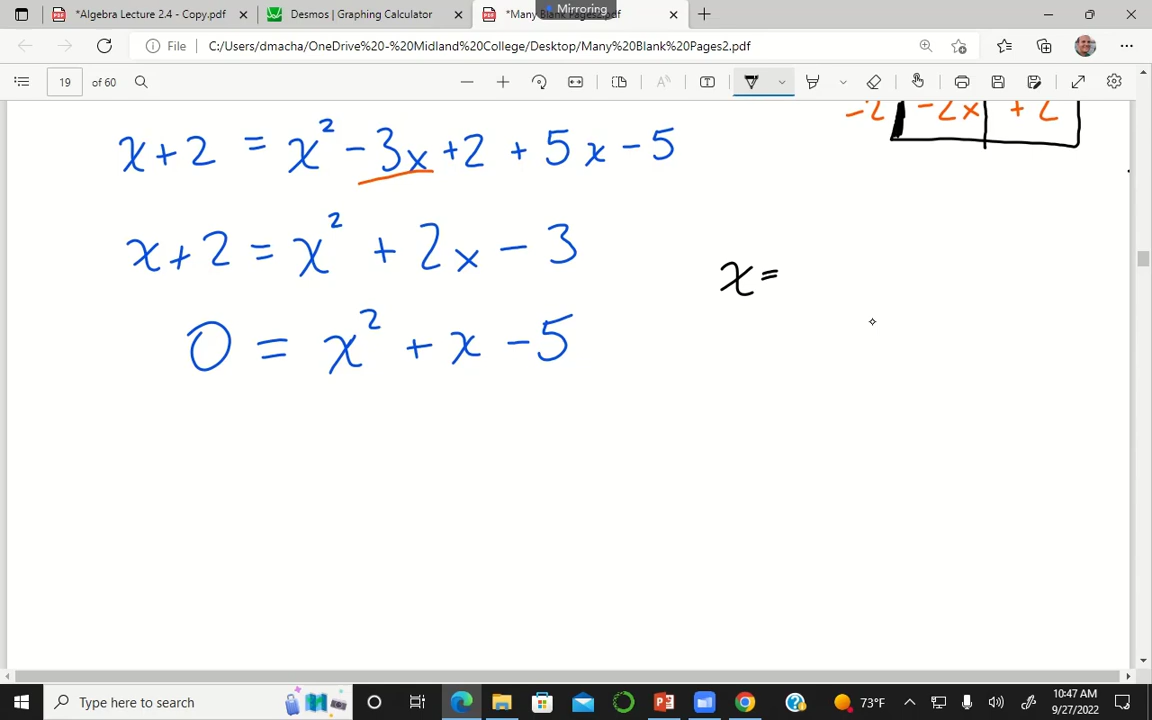 *Algebra Lecture 2.4 - Copy.pdf
Desmos | Graphing Calculator
*Many Blank Pages2.pdf
Mirroring
File
C:/Users/dmacha/OneDrive%20-%20Midland%20College/Desktop/Many%20Blank%20Pages2.pdf
19 of 60
-2 -2x +2
x+2 = x² -3x +2 + 5x - 5
x+2 = x² + 2x - 3
x =
0 = x² + x - 5
Type here to search
73°F
10:47 AM
9/27/2022